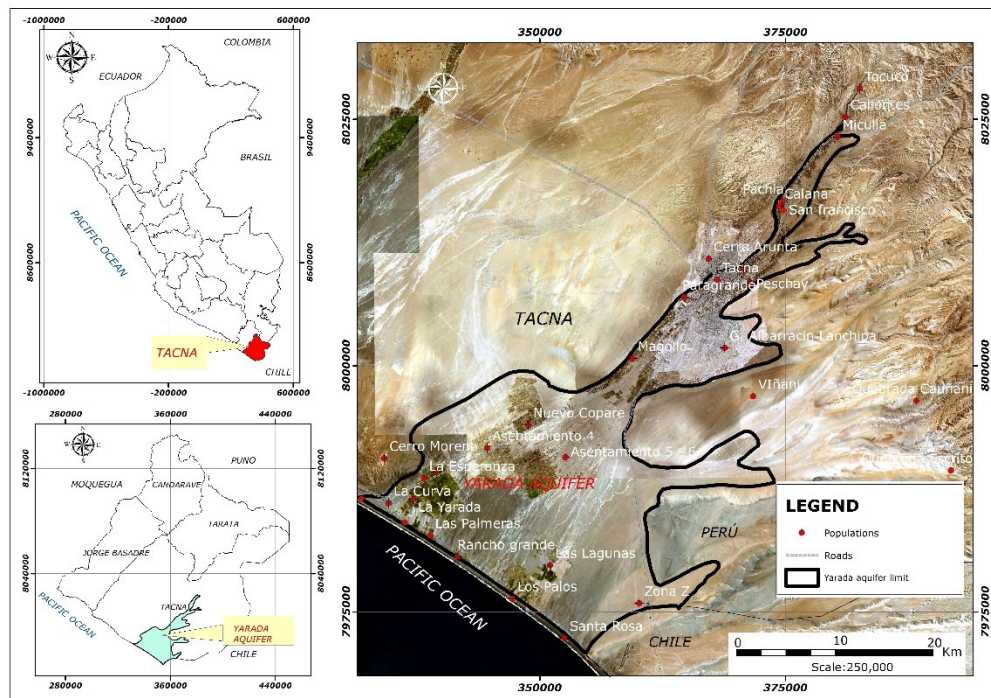 -1000000
-200000
600000
COLOMBIA
N
W
E
S
ECUADOR
BRASIL
9400000
9400000
8600000
8600000
PACIFIC OCEAN
TACNA
CHILE
-1000000
-200000
600000
280000
360000
440000
N
W
E
S
PUNO
8120000
8120000
MOQUEGUA
CANDARAVE
TARATA
JORGE BASADRE
8040000
8040000
TACNA
PACIFIC OCEAN
YARADA
AQUIFER
CHILE
280000
360000
440000
350000
375000
Tocuco
8025000
8025000
Miculla
Pachia
Calana
San francisco
Cerro Arunta
Tacna
Peschay
Paragrande
TACNA
G. Albarracin Lanchipa
Magollo
8000000
8000000
VIñani
Nuevo Copare
Cerro Moreno
Asentamiento 4
Asentamiento 5 y 6
La Esperanza
YARADA AQUIFER
La Curva
La Yarada
Las Palmeras
Rancho grande
Las Lagunas
Los Palos
Zona Z
Santa Rosa
PERÚ
CHILE
PACIFIC OCEAN
7975000
7975000
LEGEND
Populations
Roads
Yarada aquifer limit
0
10
20
Km
Scale:250,000
350000
375000